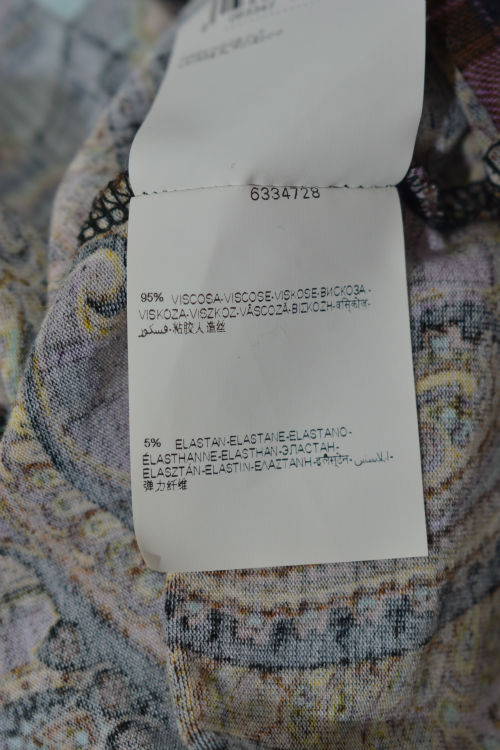 6334728
95% VISCOSA-VISCOSE-VISKOSE-ВИСКОЗА-
VISKOZA-VISZKOZ-VÂSCOZĂ-BIZKOZH-
粘胶人造丝
5% ELASTAN-ELASTANE-ELASTANO-
ÉLASTHANNE-ELASTHAN-ЭЛАСТАН-
ELASZTÁN-ELASTIN-ΕΛΑΣΤΑΝΗ-
弹力纤维